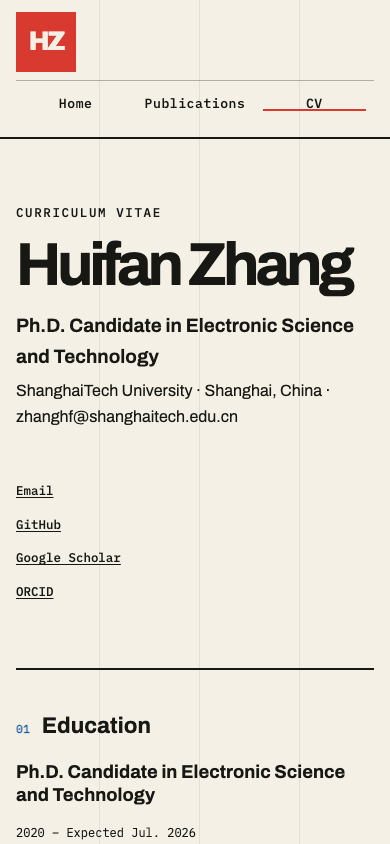 HZ
Home Publications CV
CURRICULUM VITAE
Huifan Zhang
Ph.D. Candidate in Electronic Science
and Technology
ShanghaiTech University · Shanghai, China ·
zhanghf@shanghaitech.edu.cn
Email
GitHub
Google Scholar
ORCID
01 Education
Ph.D. Candidate in Electronic Science
and Technology
2020 – Expected Jul. 2026